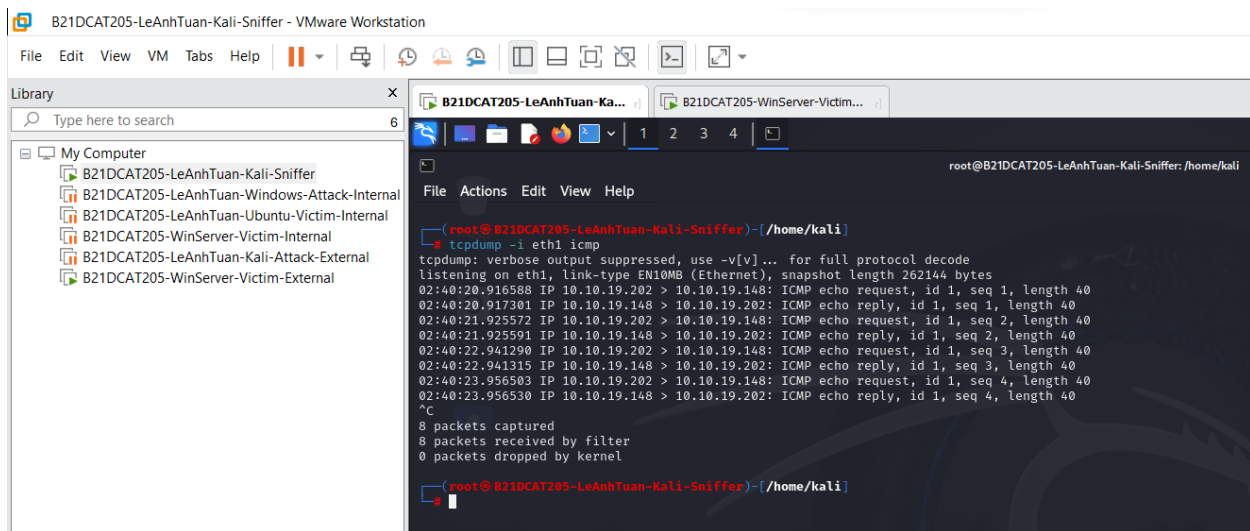 B21DCAT205-LeAnhTuan-Kali-Sniffer - VMware Workstation
File Edit View VM Tabs Help
Library X
Type here to search 6
My Computer
B21DCAT205-LeAnhTuan-Kali-Sniffer
B21DCAT205-LeAnhTuan-Windows-Attack-Internal
B21DCAT205-LeAnhTuan-Ubuntu-Victim-Internal
B21DCAT205-WinServer-Victim-Internal
B21DCAT205-LeAnhTuan-Kali-Attack-External
B21DCAT205-WinServer-Victim-External
B21DCAT205-LeAnhTuan-Ka... B21DCAT205-WinServer-Victim...
1 2 3 4
root@B21DCAT205-LeAnhTuan-Kali-Sniffer: /home/kali
File Actions Edit View Help
┌──(root㉿B21DCAT205-LeAnhTuan-Kali-Sniffer)-[/home/kali]
└─# tcpdump -i eth1 icmp
tcpdump: verbose output suppressed, use -v[v]... for full protocol decode
listening on eth1, link-type EN10MB (Ethernet), snapshot length 262144 bytes
02:40:20.916588 IP 10.10.19.202 > 10.10.19.148: ICMP echo request, id 1, seq 1, length 40
02:40:20.917301 IP 10.10.19.148 > 10.10.19.202: ICMP echo reply, id 1, seq 1, length 40
02:40:21.925572 IP 10.10.19.202 > 10.10.19.148: ICMP echo request, id 1, seq 2, length 40
02:40:21.925591 IP 10.10.19.148 > 10.10.19.202: ICMP echo reply, id 1, seq 2, length 40
02:40:22.941290 IP 10.10.19.202 > 10.10.19.148: ICMP echo request, id 1, seq 3, length 40
02:40:22.941315 IP 10.10.19.148 > 10.10.19.202: ICMP echo reply, id 1, seq 3, length 40
02:40:23.956503 IP 10.10.19.202 > 10.10.19.148: ICMP echo request, id 1, seq 4, length 40
02:40:23.956530 IP 10.10.19.148 > 10.10.19.202: ICMP echo reply, id 1, seq 4, length 40
^C
8 packets captured
8 packets received by filter
0 packets dropped by kernel
┌──(root㉿B21DCAT205-LeAnhTuan-Kali-Sniffer)-[/home/kali]
└─#